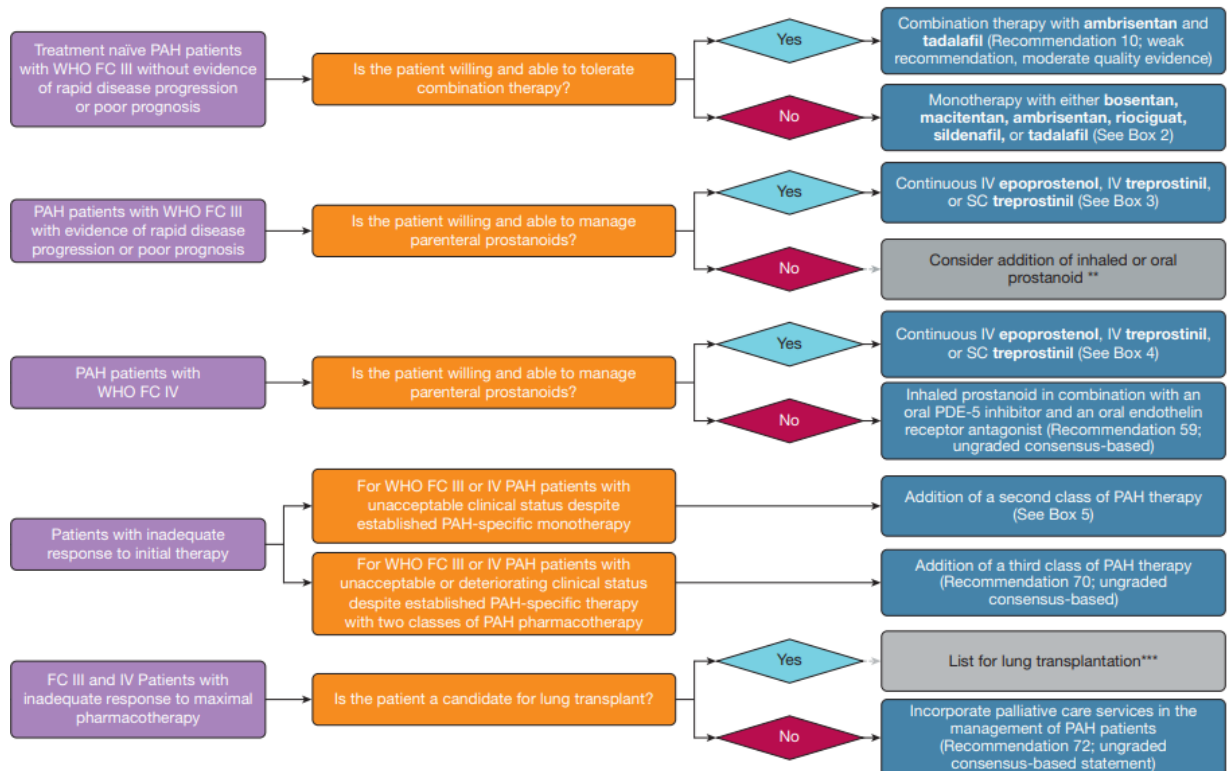 Treatment naïve PAH patients
with WHO FC III without evidence
of rapid disease progression
or poor prognosis
Is the patient willing and able to tolerate
combination therapy?
Yes
Combination therapy with ambrisentan and
tadalafil (Recommendation 10; weak
recommendation, moderate quality evidence)
No
Monotherapy with either bosentan,
macitentan, ambrisentan, riociguat,
sildenafil, or tadalafil (See Box 2)
PAH patients with WHO FC III
with evidence of rapid disease
progression or poor prognosis
Is the patient willing and able to manage
parenteral prostanoids?
Yes
Continuous IV epoprostenol, IV treprostinil,
or SC treprostinil (See Box 3)
No
Consider addition of inhaled or oral
prostanoid **
PAH patients with
WHO FC IV
Is the patient willing and able to manage
parenteral prostanoids?
Yes
Continuous IV epoprostenol, IV treprostinil,
or SC treprostinil (See Box 4)
No
Inhaled prostanoid in combination with an
oral PDE-5 inhibitor and an oral endothelin
receptor antagonist (Recommendation 59;
ungraded consensus-based)
Patients with inadequate
response to initial therapy
For WHO FC III or IV PAH patients with
unacceptable clinical status despite
established PAH-specific monotherapy
Addition of a second class of PAH therapy
(See Box 5)
For WHO FC III or IV PAH patients with
unacceptable or deteriorating clinical status
despite established PAH-specific therapy
with two classes of PAH pharmacotherapy
Addition of a third class of PAH therapy
(Recommendation 70; ungraded
consensus-based)
FC III and IV Patients with
inadequate response to maximal
pharmacotherapy
Is the patient a candidate for lung transplant?
Yes
List for lung transplantation***
No
Incorporate palliative care services in the
management of PAH patients
(Recommendation 72; ungraded
consensus-based statement)